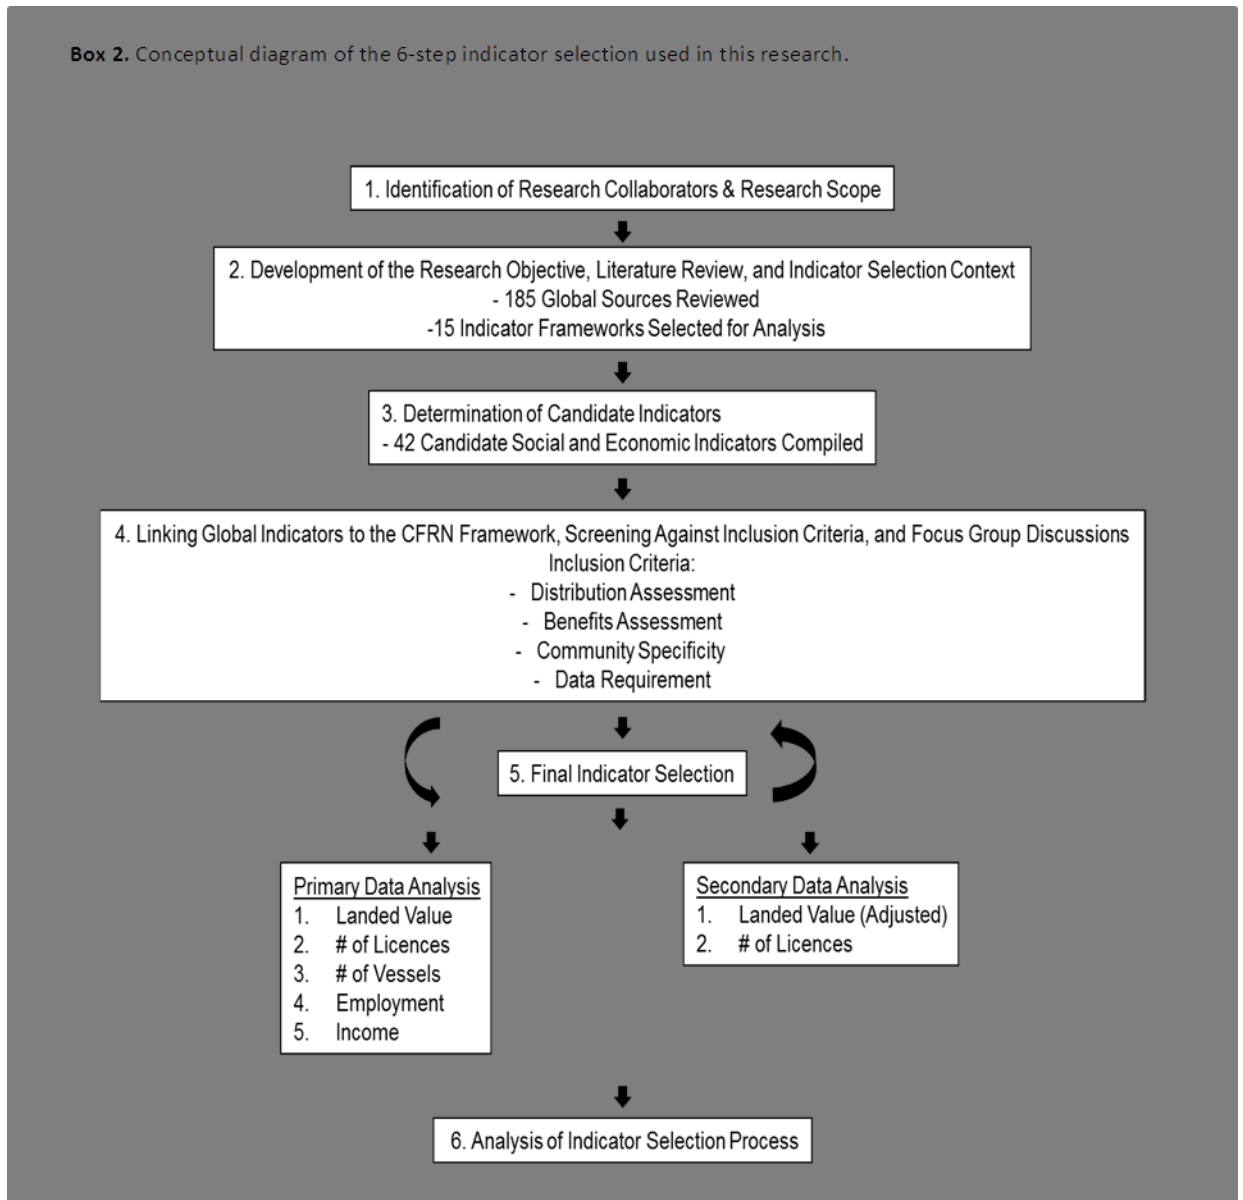 Box 2. Conceptual diagram of the 6-step indicator selection used in this research.
1. Identification of Research Collaborators & Research Scope
2. Development of the Research Objective, Literature Review, and Indicator Selection Context
- 185 Global Sources Reviewed
-15 Indicator Frameworks Selected for Analysis
3. Determination of Candidate Indicators
- 42 Candidate Social and Economic Indicators Compiled
4. Linking Global Indicators to the CFRN Framework, Screening Against Inclusion Criteria, and Focus Group Discussions
Inclusion Criteria:
- Distribution Assessment
- Benefits Assessment
- Community Specificity
- Data Requirement
5. Final Indicator Selection
Primary Data Analysis
1. Landed Value
2. # of Licences
3. # of Vessels
4. Employment
5. Income
Secondary Data Analysis
1. Landed Value (Adjusted)
2. # of Licences
6. Analysis of Indicator Selection Process